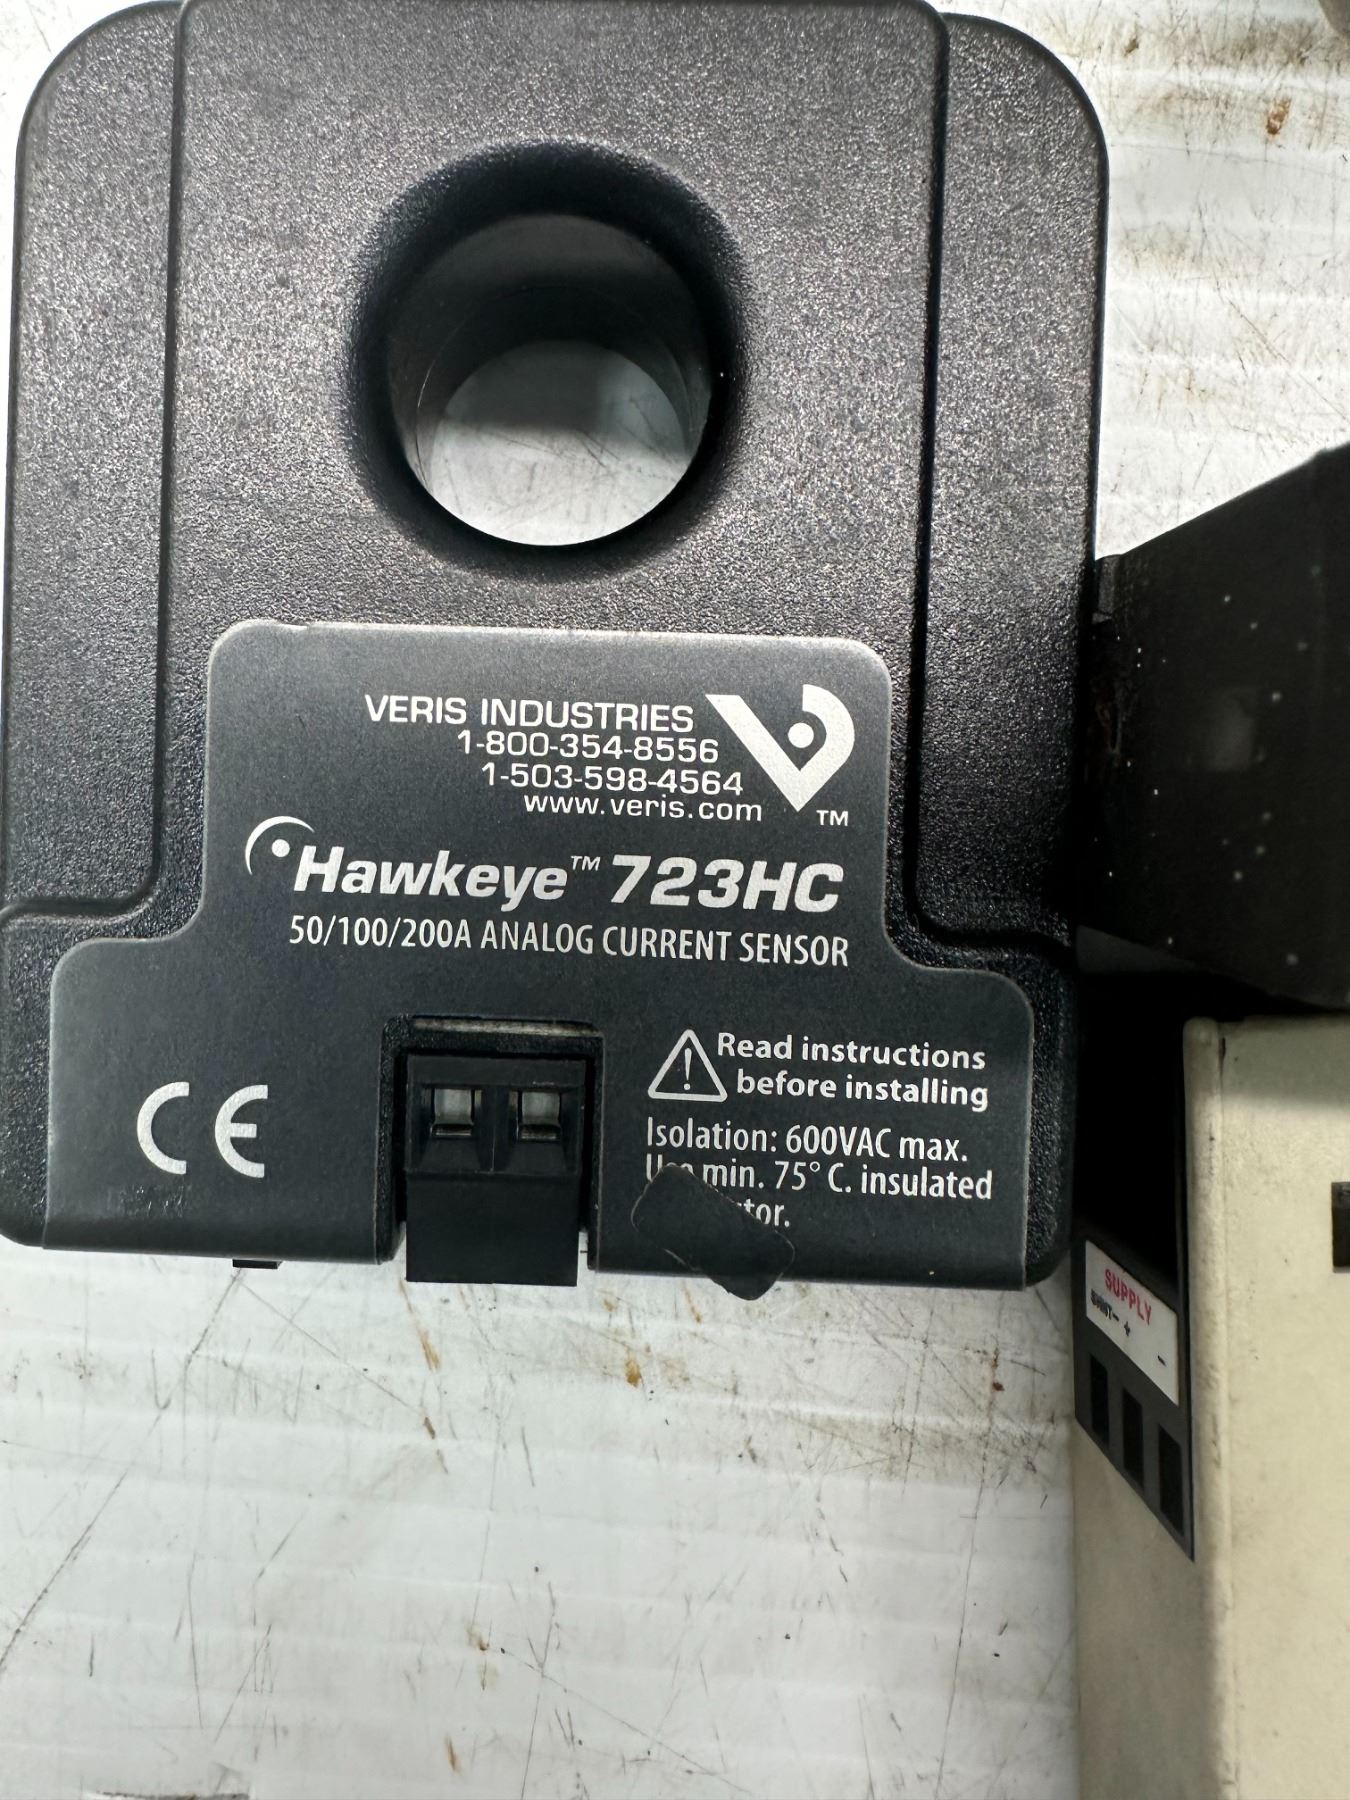 VERIS INDUSTRIES
1-800-354-8556
1-503-598-4564
www.veris.com
TM
Hawkeye™ 723HC
50/100/200A ANALOG CURRENT SENSOR
CE
Read instructions
before installing
Isolation: 600VAC max.
min. 75° C. insulated
SUPPLY
- +
-